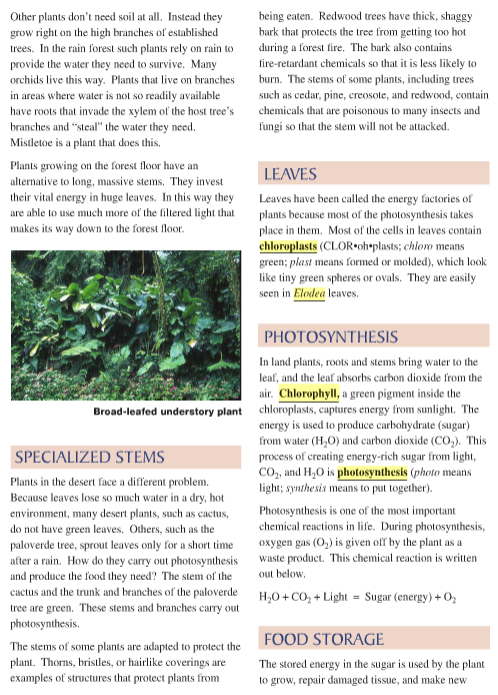 Other plants don't need soil at all.  Instead they
grow right on the high branches of established
trees.  In the rain forest such plants rely on rain to
provide the water they need to survive.  Many
orchids live this way.  Plants that live on branches
in areas where water is not so readily available
have roots that invade the xylem of the host tree's
branches and “steal” the water they need.
Mistletoe is a plant that does this.
Plants growing on the forest floor have an
alternative to long, massive stems.  They invest
their vital energy in huge leaves.  In this way they
are able to use much more of the filtered light that
makes its way down to the forest floor.
Broad-leafed understory plant
SPECIALIZED STEMS
Plants in the desert face a different problem.
Because leaves lose so much water in a dry, hot
environment, many desert plants, such as cactus,
do not have green leaves.  Others, such as the
paloverde tree, sprout leaves only for a short time
after a rain.  How do they carry out photosynthesis
and produce the food they need?  The stem of the
cactus and the trunk and branches of the paloverde
tree are green.  These stems and branches carry out
photosynthesis.
The stems of some plants are adapted to protect the
plant.  Thorns, bristles, or hairlike coverings are
examples of structures that protect plants from
being eaten.  Redwood trees have thick, shaggy
bark that protects the tree from getting too hot
during a forest fire.  The bark also contains
fire-retardant chemicals so that it is less likely to
burn.  The stems of some plants, including trees
such as cedar, pine, creosote, and redwood, contain
chemicals that are poisonous to many insects and
fungi so that the stem will not be attacked.
LEAVES
Leaves have been called the energy factories of
plants because most of the photosynthesis takes
place in them.  Most of the cells in leaves contain
chloroplasts (CLOR•oh•plasts; chloro means
green; plast means formed or molded), which look
like tiny green spheres or ovals.  They are easily
seen in Elodea leaves.
PHOTOSYNTHESIS
In land plants, roots and stems bring water to the
leaf, and the leaf absorbs carbon dioxide from the
air.  Chlorophyll, a green pigment inside the
chloroplasts, captures energy from sunlight.  The
energy is used to produce carbohydrate (sugar)
from water (H₂O) and carbon dioxide (CO₂).  This
process of creating energy-rich sugar from light,
CO₂, and H₂O is photosynthesis (photo means
light; synthesis means to put together).
Photosynthesis is one of the most important
chemical reactions in life.  During photosynthesis,
oxygen gas (O₂) is given off by the plant as a
waste product.  This chemical reaction is written
out below.
H₂O + CO₂ + Light = Sugar (energy) + O₂
FOOD STORAGE
The stored energy in the sugar is used by the plant
to grow, repair damaged tissue, and make new